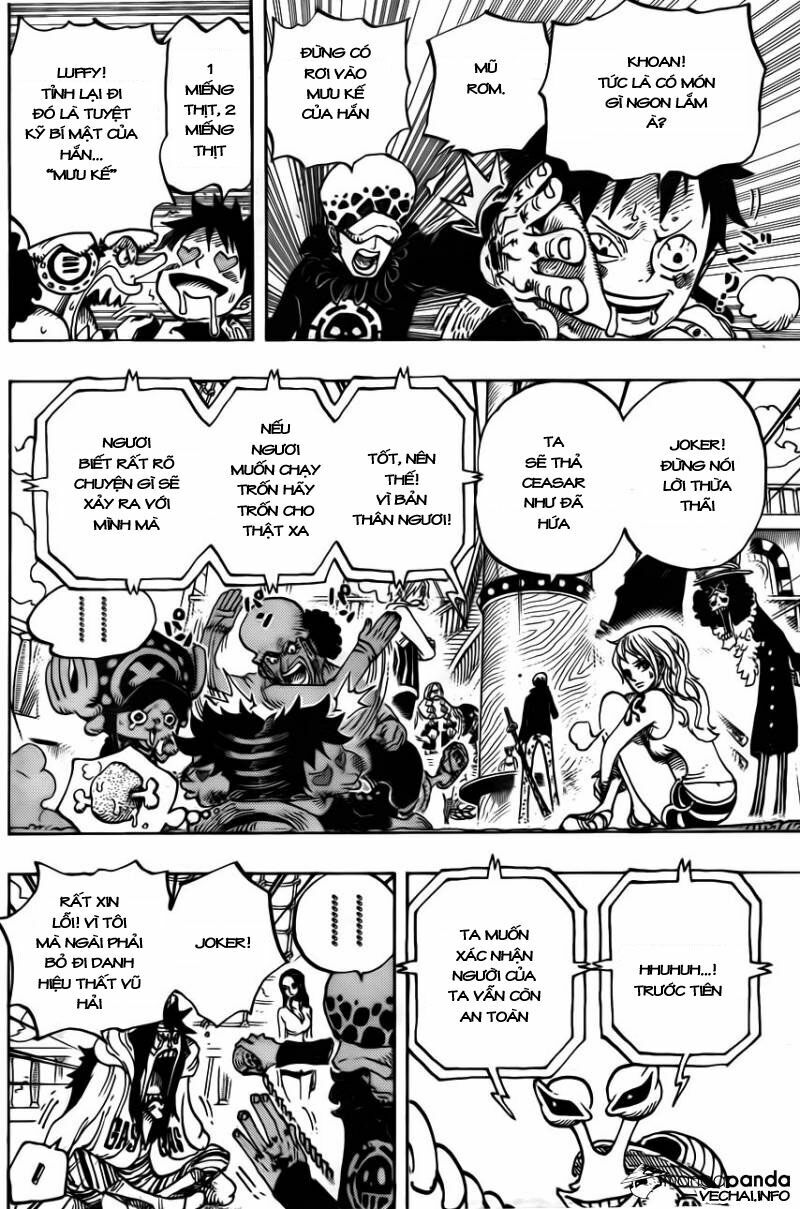 KHOAN!
TỨC LÀ CÓ MÓN
GÌ NGON LẮM
À?
MŨ
RƠM.
ĐỪNG CÓ
RƠI VÀO
MƯU KẾ
CỦA HẮN
1
MIẾNG
THỊT, 2
MIẾNG
THỊT
LUFFY!
TỈNH LẠI ĐI
ĐÓ LÀ TUYỆT
KỸ BÍ MẬT CỦA
HẮN...
“MƯU KẾ”
JOKER!
ĐỪNG NÓI
LỜI THỪA
THÃI
TA
SẼ THẢ
CEASAR
NHƯ ĐÃ
HỨA
TỐT, NÊN
THẾ!
VÌ BẢN
THÂN NGƯƠI!
NẾU
NGƯƠI
MUỐN CHẠY
TRỐN HÃY
TRỐN CHO
THẬT XA
NGƯƠI
BIẾT RẤT RÕ
CHUYỆN GÌ SẼ
XẢY RA VỚI
MÌNH MÀ
!! !!
HHUHUH...!
TRƯỚC TIÊN
TA MUỐN
XÁC NHẬN
NGƯỜI CỦA
TA VẪN CÒN
AN TOÀN
!! !!
JOKER!
RẤT XIN
LỖI! VÌ TÔI
MÀ NGÀI PHẢI
BỎ ĐI DANH
HIỆU THẤT VŨ
HẢI
GAS
mangapanda
VECHAI.INFO